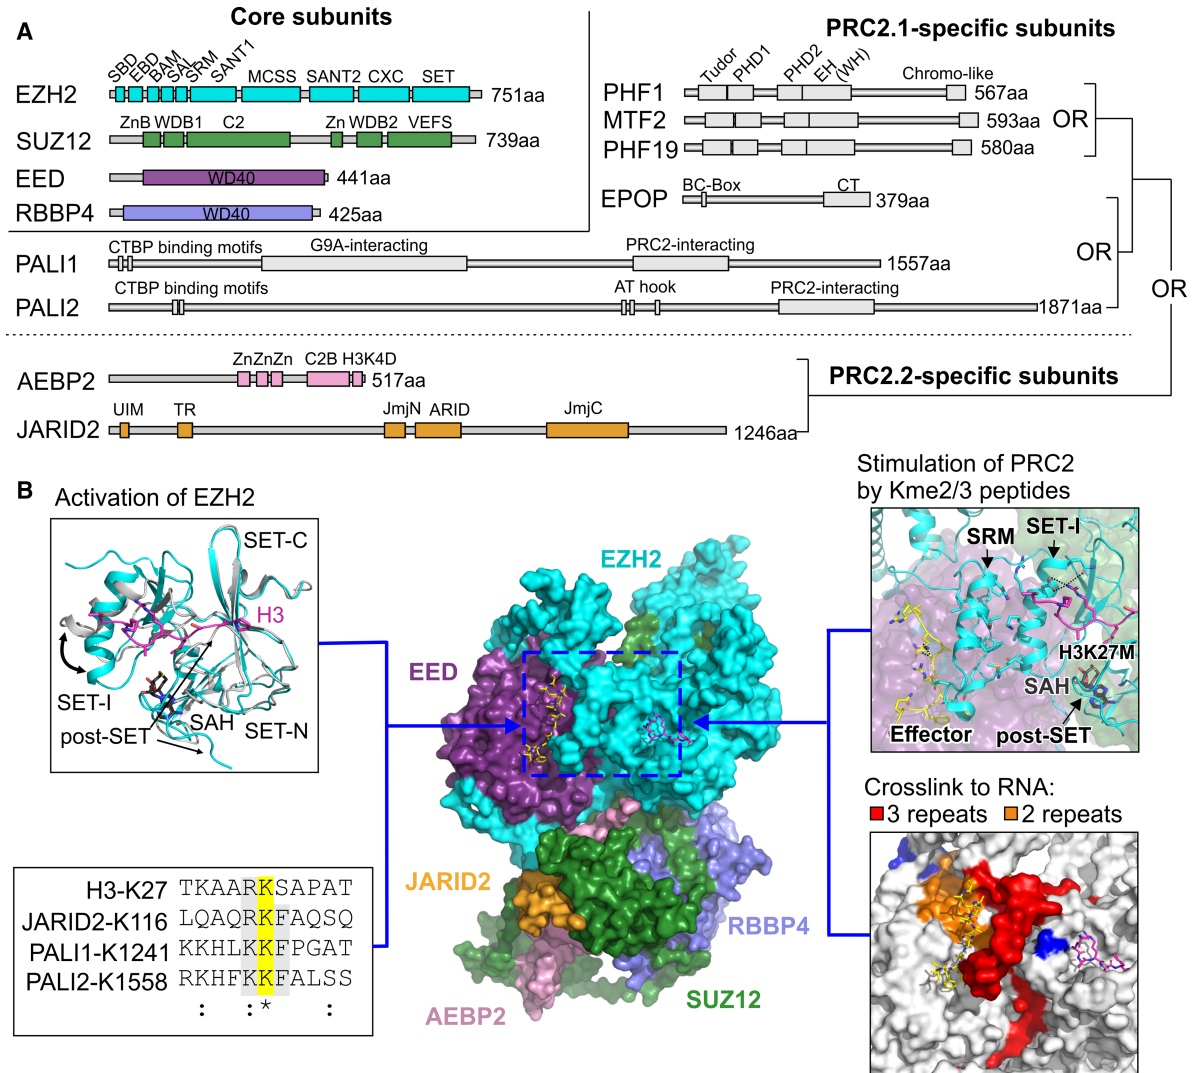 A
Core subunits
PRC2.1-specific subunits
SBD EBD BAM SAL SRM SANT1 MCSS SANT2 CXC SET
EZH2 751aa
ZnB WDB1 C2 Zn WDB2 VEFS
SUZ12 739aa
EED WD40 441aa
RBBP4 WD40 425aa
Tudor PHD1 PHD2 EH (WH) Chromo-like
PHF1 567aa
MTF2 593aa
OR
PHF19 580aa
BC-Box CT
EPOP 379aa
CTBP binding motifs G9A-interacting PRC2-interacting
PALI1 1557aa
OR
CTBP binding motifs AT hook PRC2-interacting
PALI2 1871aa
OR
ZnZnZn C2B H3K4D
AEBP2 517aa
PRC2.2-specific subunits
UIM TR JmjN ARID JmjC
JARID2 1246aa
B
Activation of EZH2
SET-C
H3
SET-I
SAH
SET-N
post-SET
H3-K27 TKAARKSAPAT
JARID2-K116 LQAQRKFAQSQ
PALI1-K1241 KKHLKKFPGAT
PALI2-K1558 RKHFKKFALSS
: : * :
EZH2
EED
JARID2
RBBP4
SUZ12
AEBP2
Stimulation of PRC2
by Kme2/3 peptides
SRM
SET-I
H3K27M
SAH
Effector
post-SET
Crosslink to RNA:
3 repeats 2 repeats